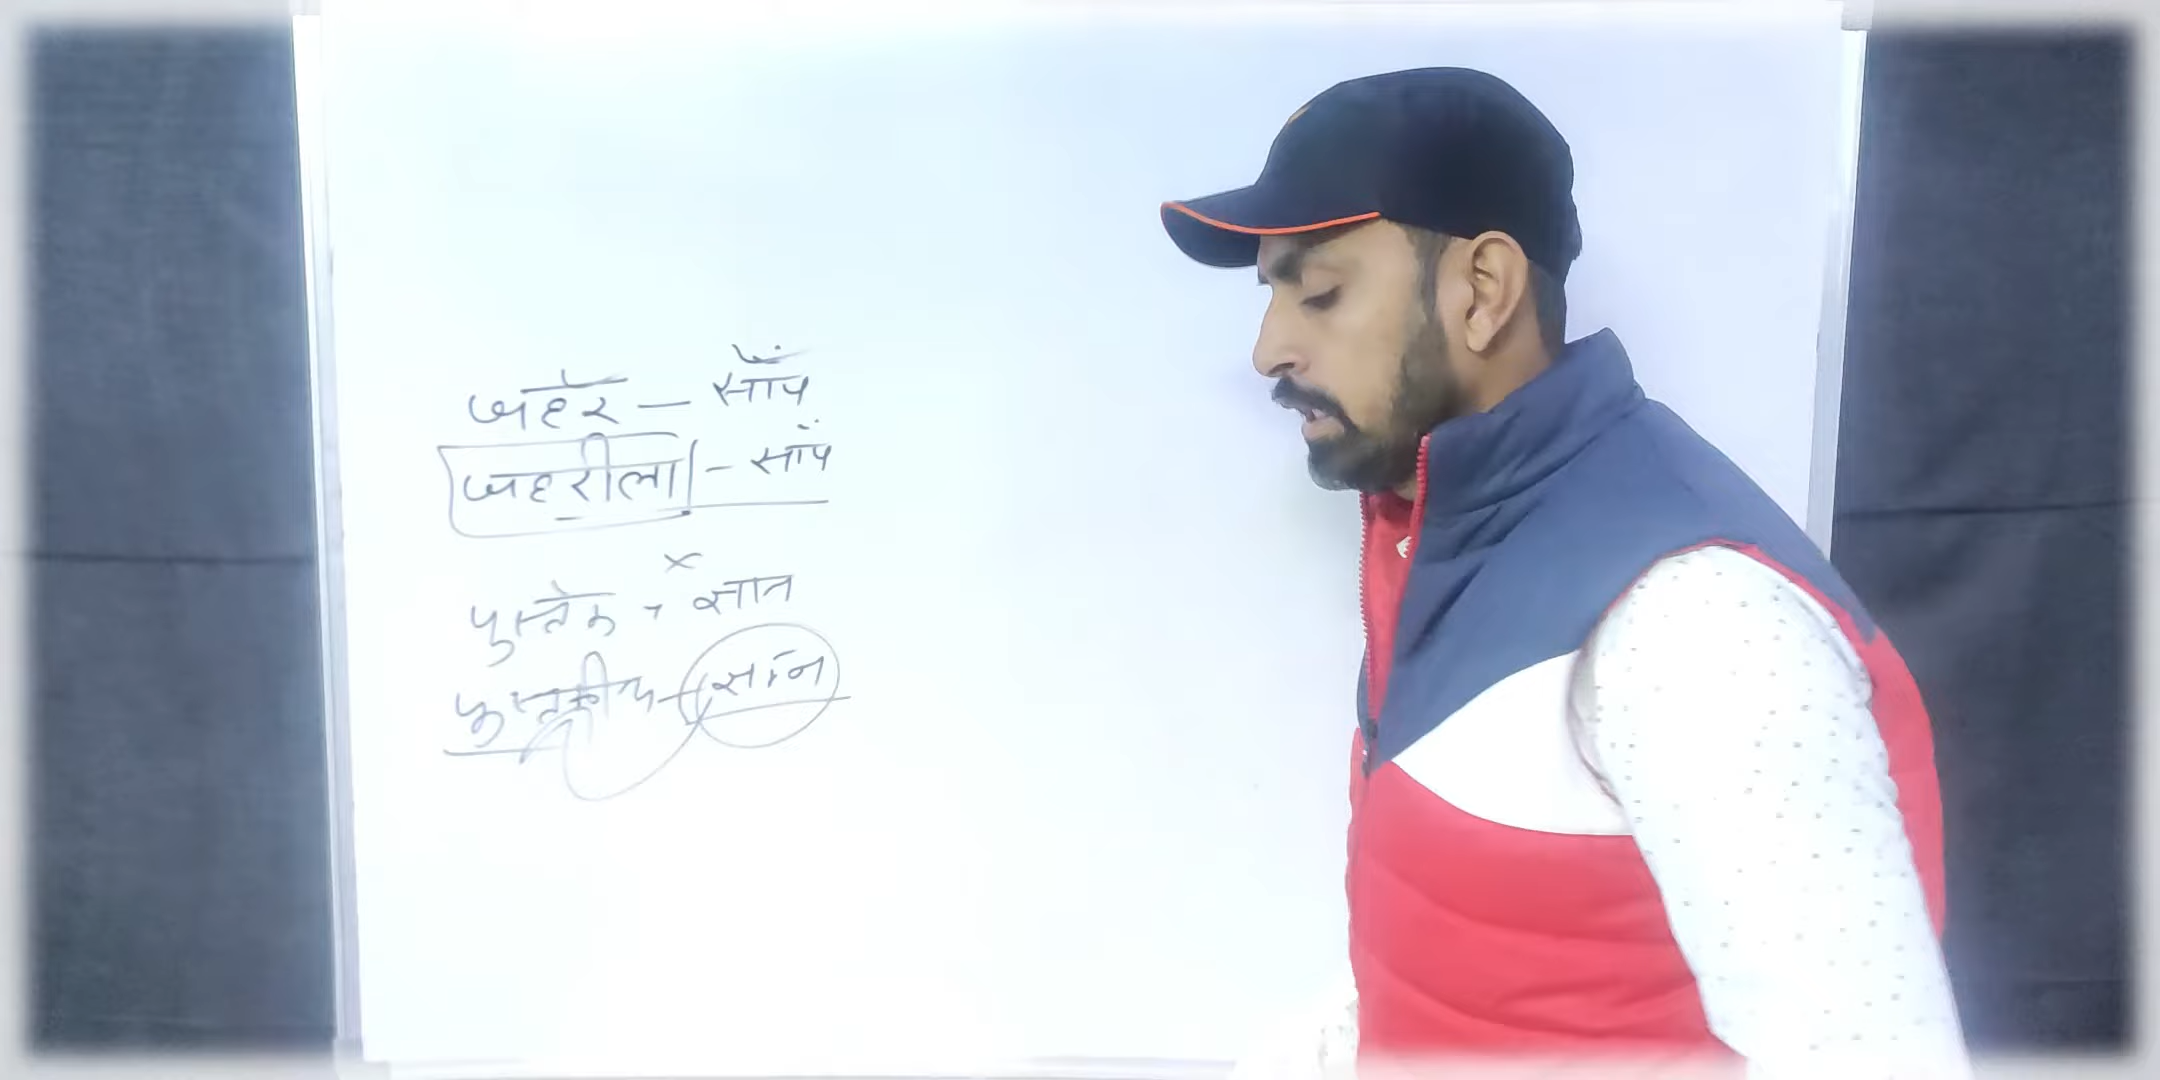 जहर — साँप
जहरीला - साँप
×
पुस्तक + ज्ञान
पुस्तकीय - ज्ञान